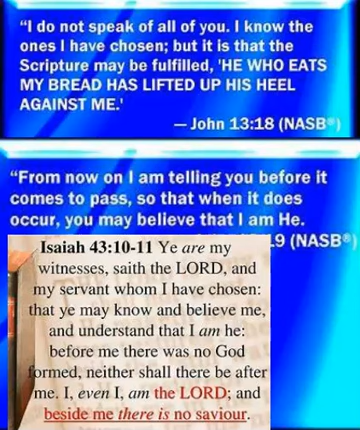 “I do not speak of all of you. I know the
ones I have chosen; but it is that the
Scripture may be fulfilled, 'HE WHO EATS
MY BREAD HAS LIFTED UP HIS HEEL
AGAINST ME.'
— John 13:18 (NASB®)
“From now on I am telling you before it
comes to pass, so that when it does
occur, you may believe that I am He.
.9 (NASB®)
Isaiah 43:10-11 Ye are my
witnesses, saith the LORD, and
my servant whom I have chosen:
that ye may know and believe me,
and understand that I am he:
before me there was no God
formed, neither shall there be after
me. I, even I, am the LORD; and
beside me there is no saviour.